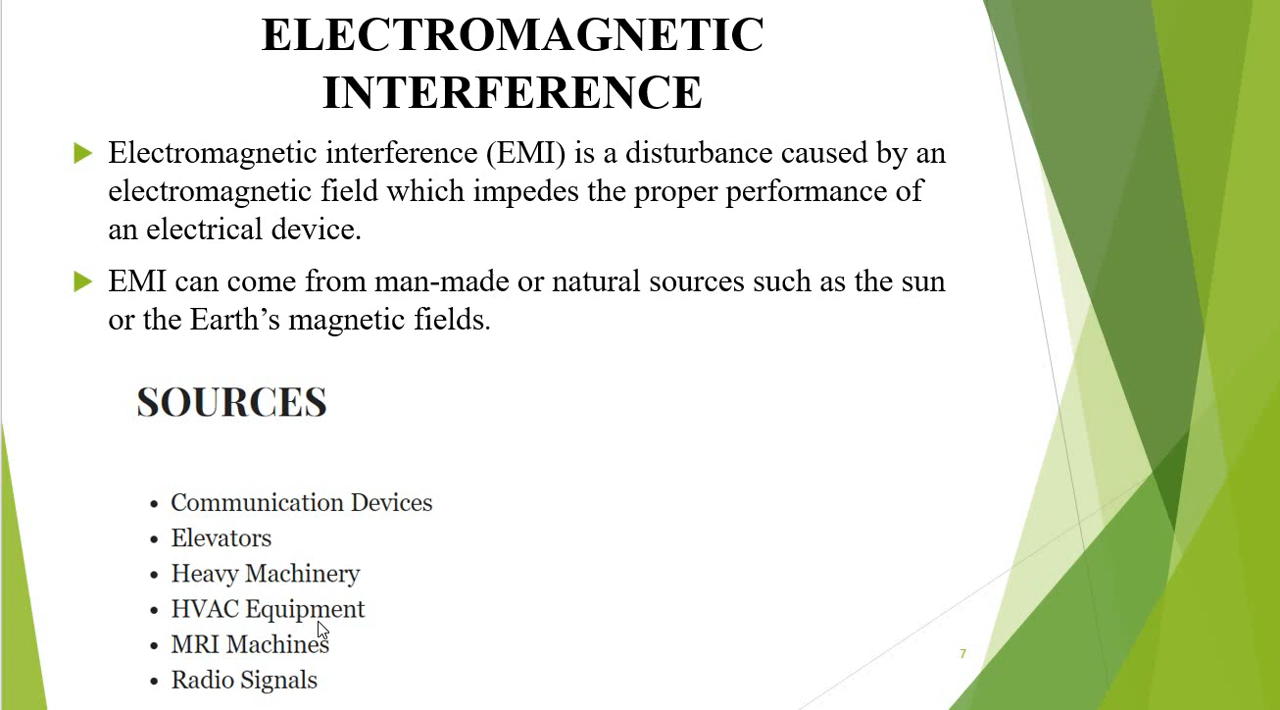 ELECTROMAGNETIC
INTERFERENCE
Electromagnetic interference (EMI) is a disturbance caused by an
electromagnetic field which impedes the proper performance of
an electrical device.
EMI can come from man-made or natural sources such as the sun
or the Earth’s magnetic fields.
SOURCES
• Communication Devices
• Elevators
• Heavy Machinery
• HVAC Equipment
• MRI Machines
• Radio Signals
7